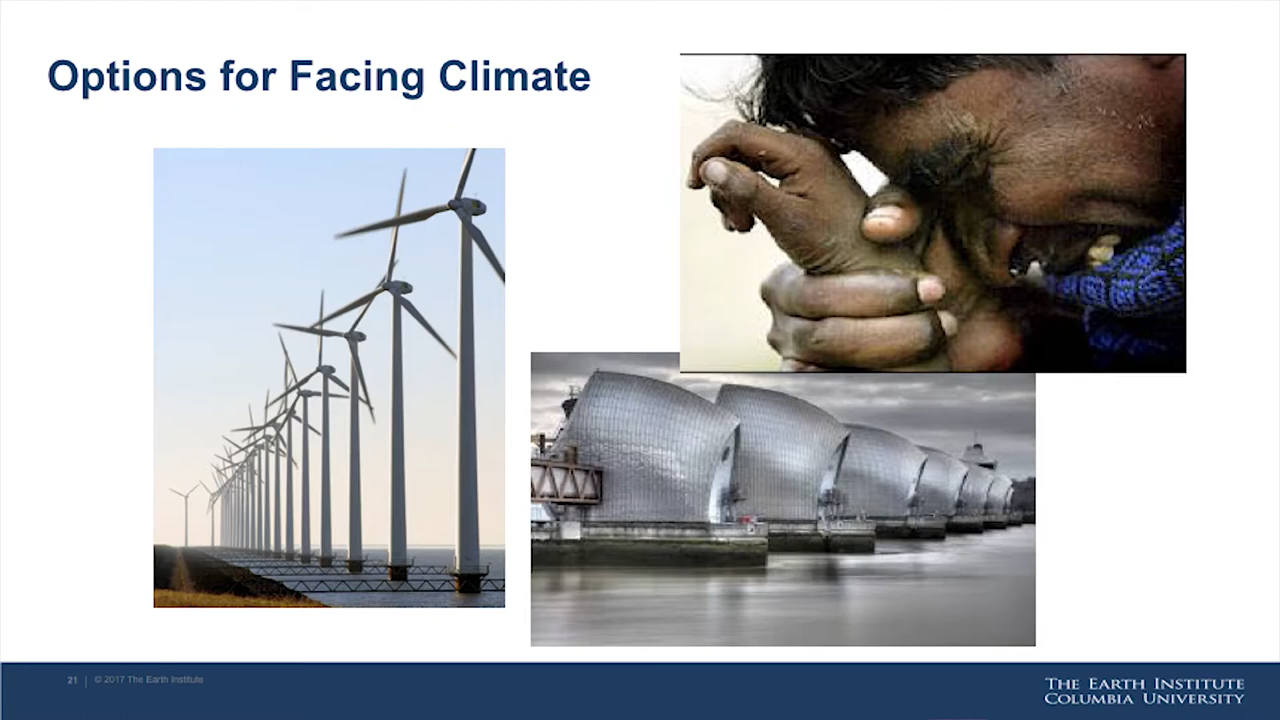 Options for Facing Climate
21 | © 2017 The Earth Institute
THE EARTH INSTITUTE
COLUMBIA UNIVERSITY